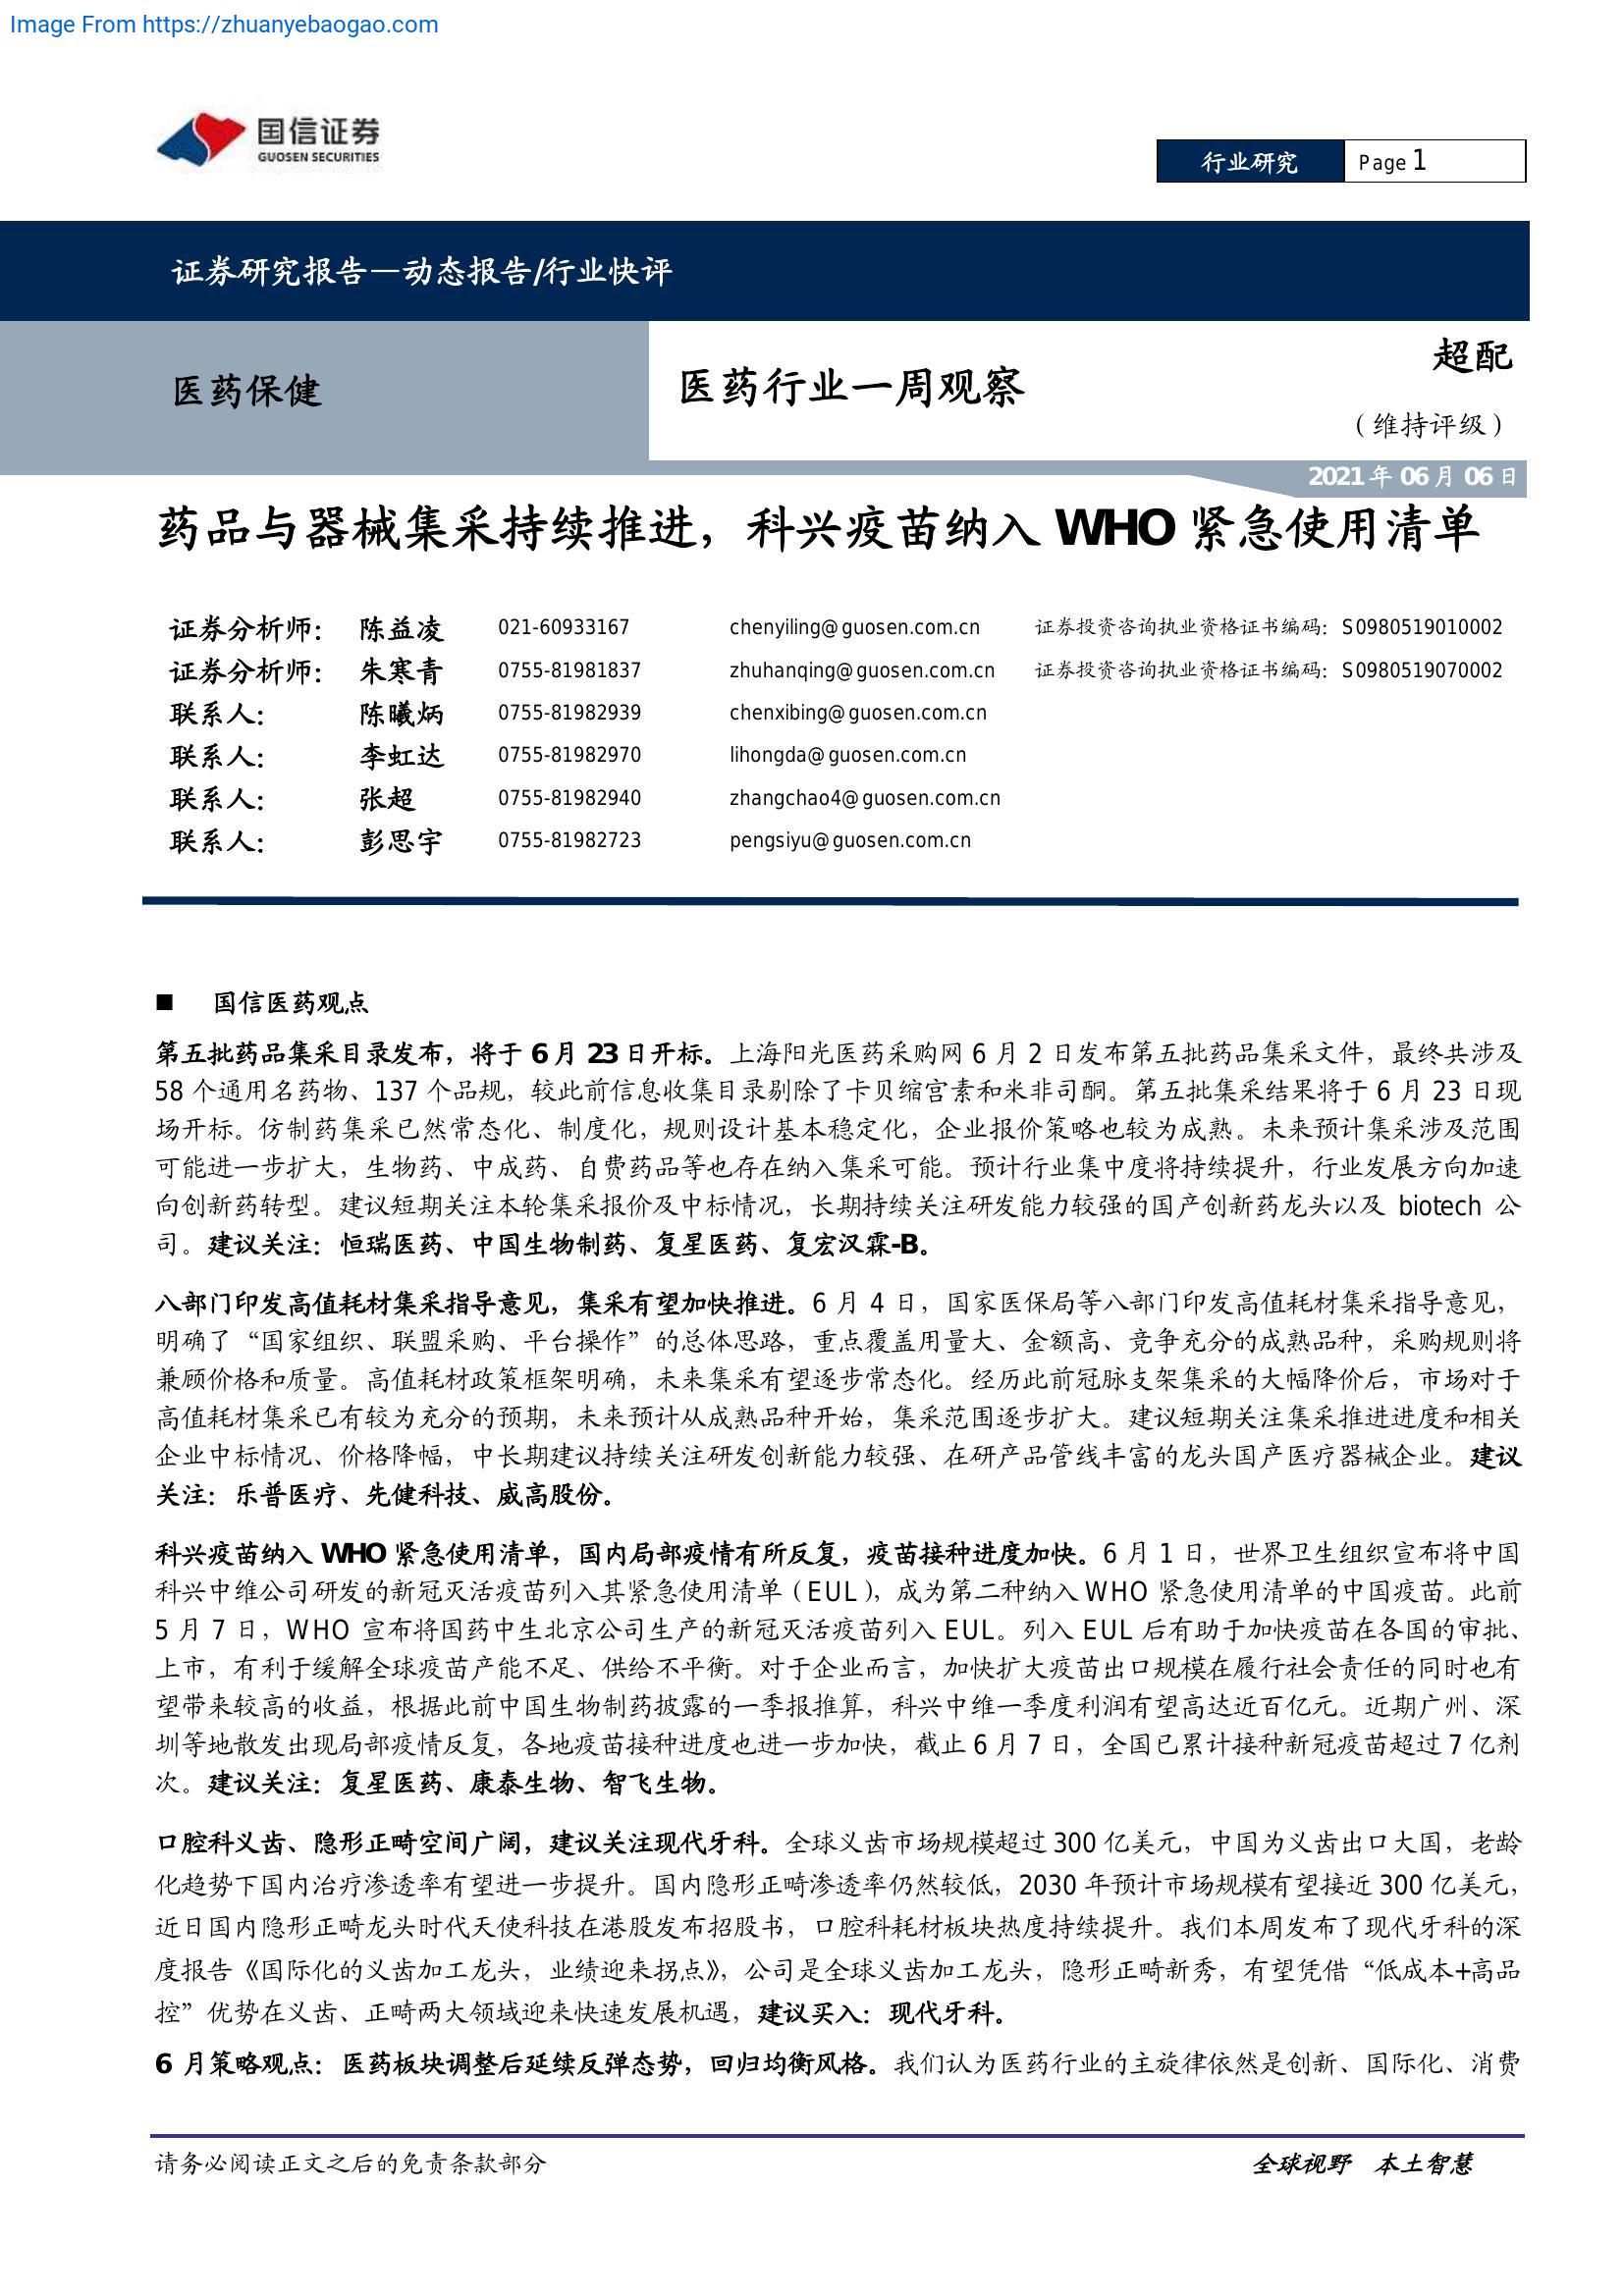 Image From https://zhuanyebaogao.com
国信证券
GUOSEN SECURITIES
行业研究 Page 1
证券研究报告—动态报告/行业快评
医药保健
医药行业一周观察
超配
（维持评级）
2021 年 06 月 06 日
药品与器械集采持续推进，科兴疫苗纳入 WHO 紧急使用清单
证券分析师： 陈益凌 021-60933167 chenyiling@guosen.com.cn 证券投资咨询执业资格证书编码：S0980519010002
证券分析师： 朱寒青 0755-81981837 zhuhanqing@guosen.com.cn 证券投资咨询执业资格证书编码：S0980519070002
联系人： 陈曦炳 0755-81982939 chenxibing@guosen.com.cn
联系人： 李虹达 0755-81982970 lihongda@guosen.com.cn
联系人： 张超 0755-81982940 zhangchao4@guosen.com.cn
联系人： 彭思宇 0755-81982723 pengsiyu@guosen.com.cn
■ 国信医药观点
第五批药品集采目录发布，将于 6 月 23 日开标。上海阳光医药采购网 6 月 2 日发布第五批药品集采文件，最终共涉及
58 个通用名药物、137 个品规，较此前信息收集目录剔除了卡贝缩宫素和米非司酮。第五批集采结果将于 6 月 23 日现
场开标。仿制药集采已然常态化、制度化，规则设计基本稳定化，企业报价策略也较为成熟。未来预计集采涉及范围
可能进一步扩大，生物药、中成药、自费药品等也存在纳入集采可能。预计行业集中度将持续提升，行业发展方向加速
向创新药转型。建议短期关注本轮集采报价及中标情况，长期持续关注研发能力较强的国产创新药龙头以及 biotech 公
司。建议关注：恒瑞医药、中国生物制药、复星医药、复宏汉霖-B。
八部门印发高值耗材集采指导意见，集采有望加快推进。6 月 4 日，国家医保局等八部门印发高值耗材集采指导意见，
明确了“国家组织、联盟采购、平台操作”的总体思路，重点覆盖用量大、金额高、竞争充分的成熟品种，采购规则将
兼顾价格和质量。高值耗材政策框架明确，未来集采有望逐步常态化。经历此前冠脉支架集采的大幅降价后，市场对于
高值耗材集采已有较为充分的预期，未来预计从成熟品种开始，集采范围逐步扩大。建议短期关注集采推进进度和相关
企业中标情况、价格降幅，中长期建议持续关注研发创新能力较强、在研产品管线丰富的龙头国产医疗器械企业。建议
关注：乐普医疗、先健科技、威高股份。
科兴疫苗纳入 WHO 紧急使用清单，国内局部疫情有所反复，疫苗接种进度加快。6 月 1 日，世界卫生组织宣布将中国
科兴中维公司研发的新冠灭活疫苗列入其紧急使用清单（EUL），成为第二种纳入 WHO 紧急使用清单的中国疫苗。此前
5 月 7 日，WHO 宣布将国药中生北京公司生产的新冠灭活疫苗列入 EUL。列入 EUL 后有助于加快疫苗在各国的审批、
上市，有利于缓解全球疫苗产能不足、供给不平衡。对于企业而言，加快扩大疫苗出口规模在履行社会责任的同时也有
望带来较高的收益，根据此前中国生物制药披露的一季报推算，科兴中维一季度利润有望高达近百亿元。近期广州、深
圳等地散发出现局部疫情反复，各地疫苗接种进度也进一步加快，截止 6 月 7 日，全国已累计接种新冠疫苗超过 7 亿剂
次。建议关注：复星医药、康泰生物、智飞生物。
口腔科义齿、隐形正畸空间广阔，建议关注现代牙科。全球义齿市场规模超过 300 亿美元，中国为义齿出口大国，老龄
化趋势下国内治疗渗透率有望进一步提升。国内隐形正畸渗透率仍然较低，2030 年预计市场规模有望接近 300 亿美元，
近日国内隐形正畸龙头时代天使科技在港股发布招股书，口腔科耗材板块热度持续提升。我们本周发布了现代牙科的深
度报告《国际化的义齿加工龙头，业绩迎来拐点》，公司是全球义齿加工龙头，隐形正畸新秀，有望凭借“低成本+高品
控”优势在义齿、正畸两大领域迎来快速发展机遇，建议买入：现代牙科。
6 月策略观点：医药板块调整后延续反弹态势，回归均衡风格。我们认为医药行业的主旋律依然是创新、国际化、消费
请务必阅读正文之后的免责条款部分 全球视野 本土智慧